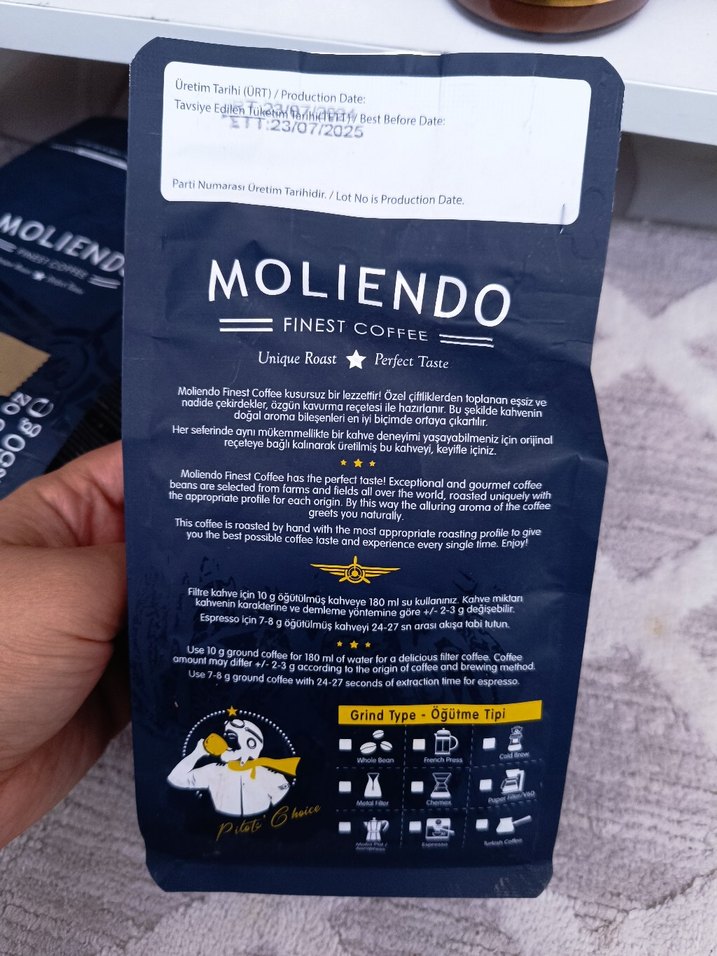 Üretim Tarihi (ÜRT) / Production Date:
Tavsiye Edilen Tüketim Tarihi(TETT)/ Best Before Date:
TT:23/07/2025
Parti Numarası Üretim Tarihidir. / Lot No is Production Date.
MOLIENDO
FINEST COFFEE
Unique Roast ★ Perfect Taste
Moliendo Finest Coffee kusursuz bir lezzettir! Özel çiftliklerden toplanan eşsiz ve
nadide çekirdekler, özgün kavurma reçetesi ile hazırlanır. Bu şekilde kahvenin
doğal aroma bileşenleri en iyi biçimde ortaya çıkartılır.
Her seferinde aynı mükemmellikte bir kahve deneyimi yaşayabilmeniz için orijinal
reçeteye bağlı kalınarak üretilmiş bu kahveyi, keyifle içiniz.
Moliendo Finest Coffee has the perfect taste! Exceptional and gourmet coffee
beans are selected from farms and fields all over the world, roasted uniquely with
the appropriate profile for each origin. By this way the alluring aroma of the coffee
greets you naturally.
This coffee is roasted by hand with the most appropriate roasting profile to give
you the best possible coffee taste and experience every single time. Enjoy!
Filtre kahve için 10 g öğütülmüş kahveye 180 ml su kullanınız. Kahve miktarı
kahvenin karakterine ve demleme yöntemine göre +/- 2-3 g değişebilir.
Espresso için 7-8 g öğütülmüş kahveyi 24-27 sn arası akışa tabi tutun.
Use 10 g ground coffee for 180 ml of water for a delicious filter coffee. Coffee
amount may differ +/- 2-3 g according to the origin of coffee and brewing method.
Use 7-8 g ground coffee with 24-27 seconds of extraction time for espresso.
Grind Type - Öğütme Tipi
Whole Bean
French Press
Cold Brew
Metal Filter
Chemex
Paper Filter/V60
Moka Pot /
Espresso
Turkish Coffee
Pilots' Choice
MOLIEND
FINEST COFFEE